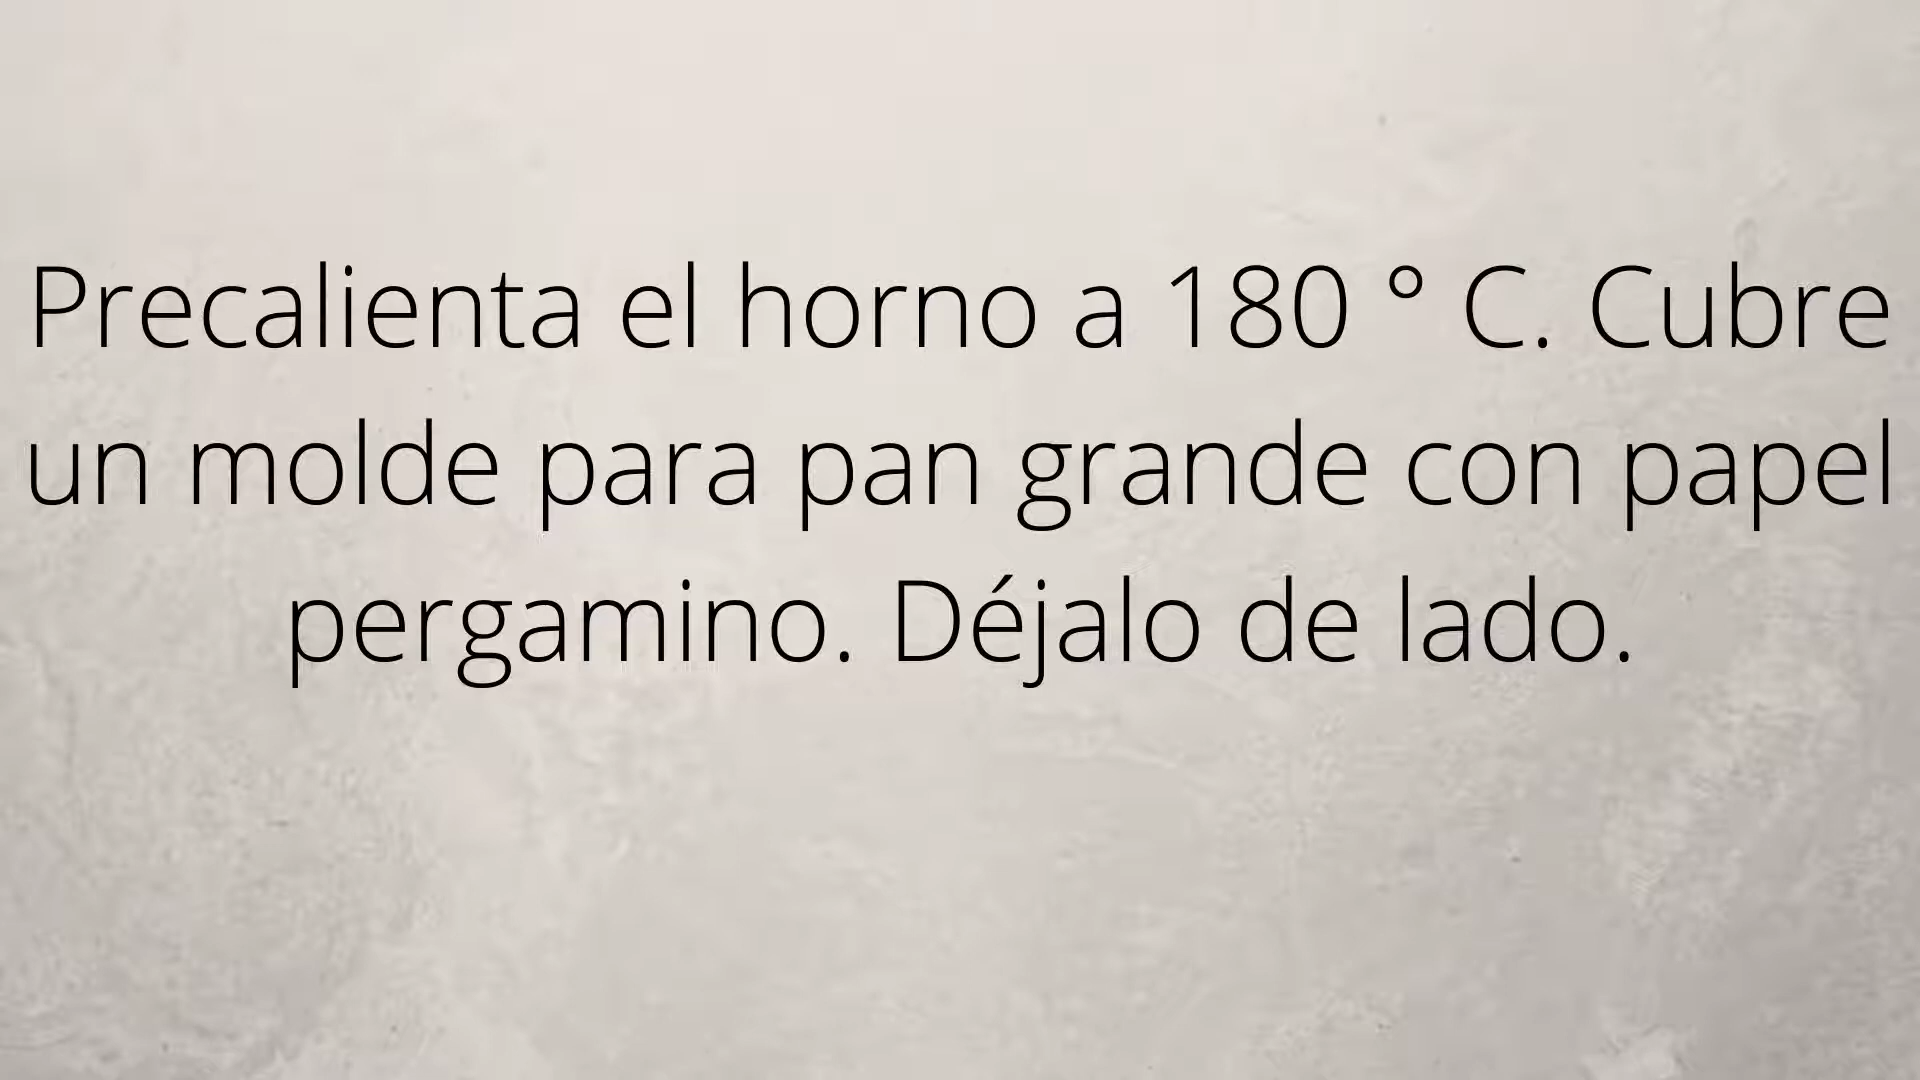 Precalienta el horno a 180 ° C. Cubre
un molde para pan grande con papel
pergamino. Déjalo de lado.